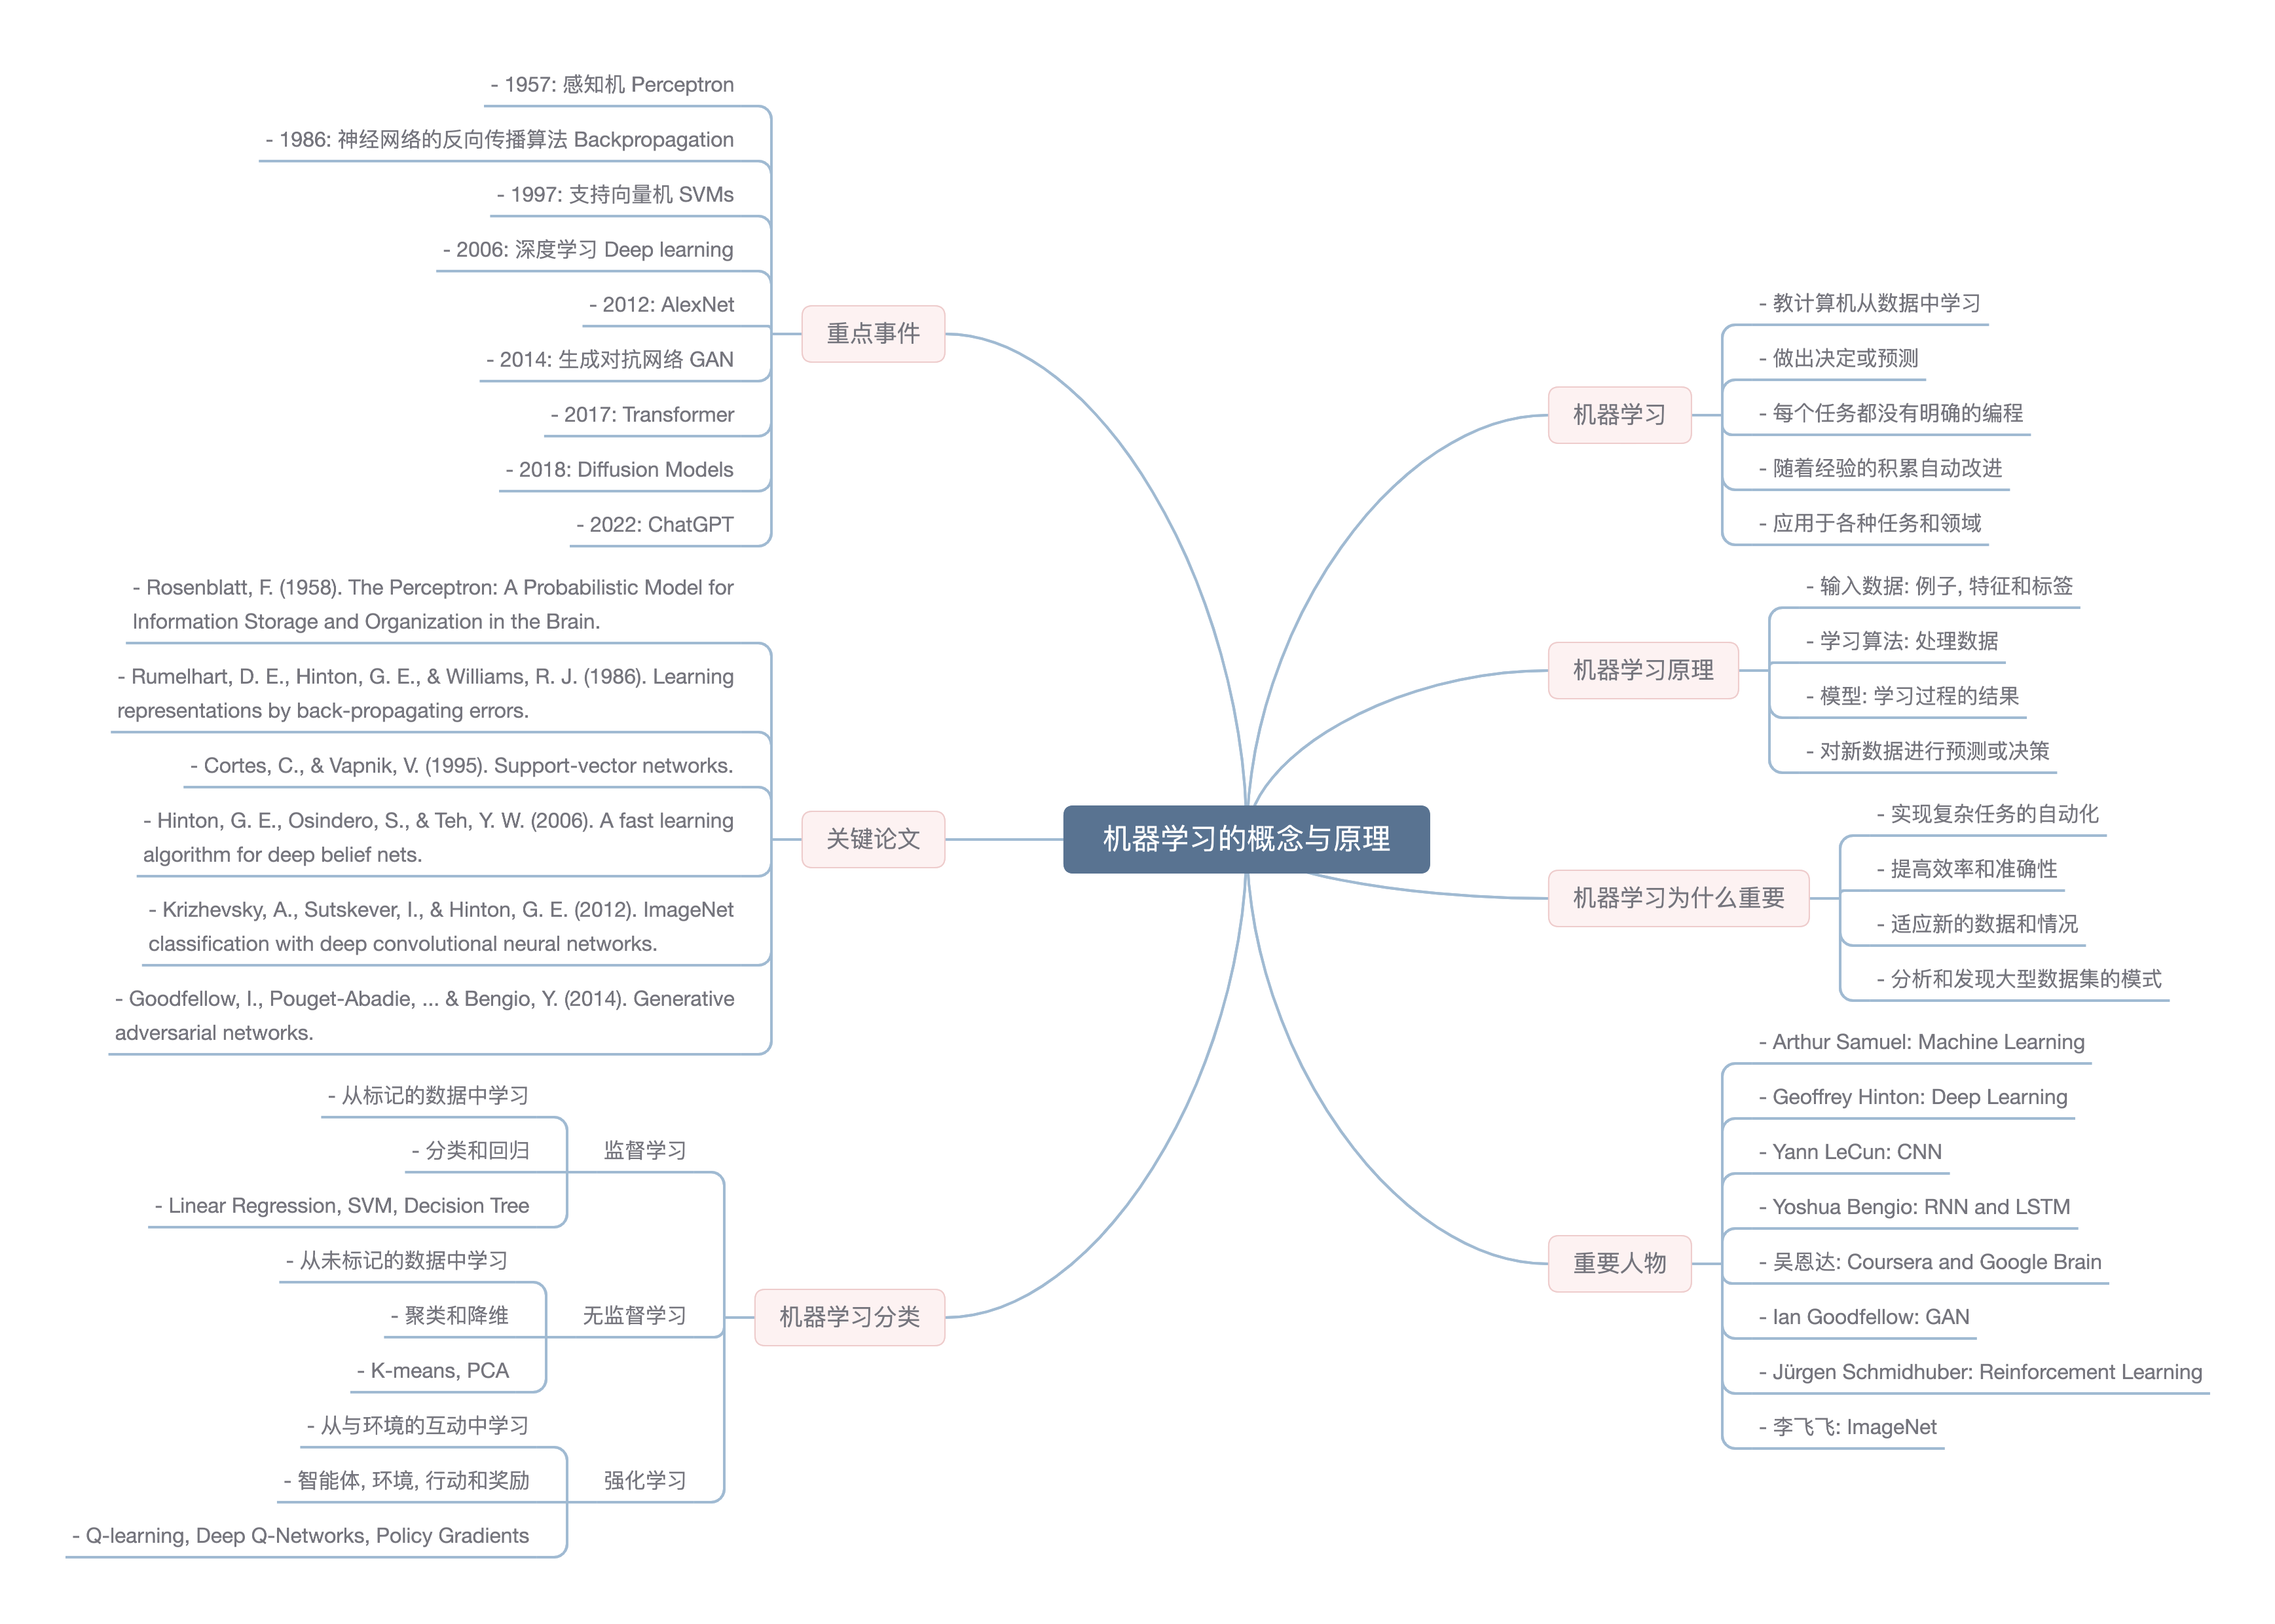 机器学习的概念与原理
机器学习
- 教计算机从数据中学习
- 做出决定或预测
- 每个任务都没有明确的编程
- 随着经验的积累自动改进
- 应用于各种任务和领域
机器学习原理
- 输入数据: 例子, 特征和标签
- 学习算法: 处理数据
- 模型: 学习过程的结果
- 对新数据进行预测或决策
机器学习为什么重要
- 实现复杂任务的自动化
- 提高效率和准确性
- 适应新的数据和情况
- 分析和发现大型数据集的模式
重要人物
- Arthur Samuel: Machine Learning
- Geoffrey Hinton: Deep Learning
- Yann LeCun: CNN
- Yoshua Bengio: RNN and LSTM
- 吴恩达: Coursera and Google Brain
- Ian Goodfellow: GAN
- Jürgen Schmidhuber: Reinforcement Learning
- 李飞飞: ImageNet
重点事件
- 1957: 感知机 Perceptron
- 1986: 神经网络的反向传播算法 Backpropagation
- 1997: 支持向量机 SVMs
- 2006: 深度学习 Deep learning
- 2012: AlexNet
- 2014: 生成对抗网络 GAN
- 2017: Transformer
- 2018: Diffusion Models
- 2022: ChatGPT
关键论文
- Rosenblatt, F. (1958). The Perceptron: A Probabilistic Model for
Information Storage and Organization in the Brain.
- Rumelhart, D. E., Hinton, G. E., & Williams, R. J. (1986). Learning
representations by back-propagating errors.
- Cortes, C., & Vapnik, V. (1995). Support-vector networks.
- Hinton, G. E., Osindero, S., & Teh, Y. W. (2006). A fast learning
algorithm for deep belief nets.
- Krizhevsky, A., Sutskever, I., & Hinton, G. E. (2012). ImageNet
classification with deep convolutional neural networks.
- Goodfellow, I., Pouget-Abadie, ... & Bengio, Y. (2014). Generative
adversarial networks.
机器学习分类
监督学习
- 从标记的数据中学习
- 分类和回归
- Linear Regression, SVM, Decision Tree
无监督学习
- 从未标记的数据中学习
- 聚类和降维
- K-means, PCA
强化学习
- 从与环境的互动中学习
- 智能体, 环境, 行动和奖励
- Q-learning, Deep Q-Networks, Policy Gradients